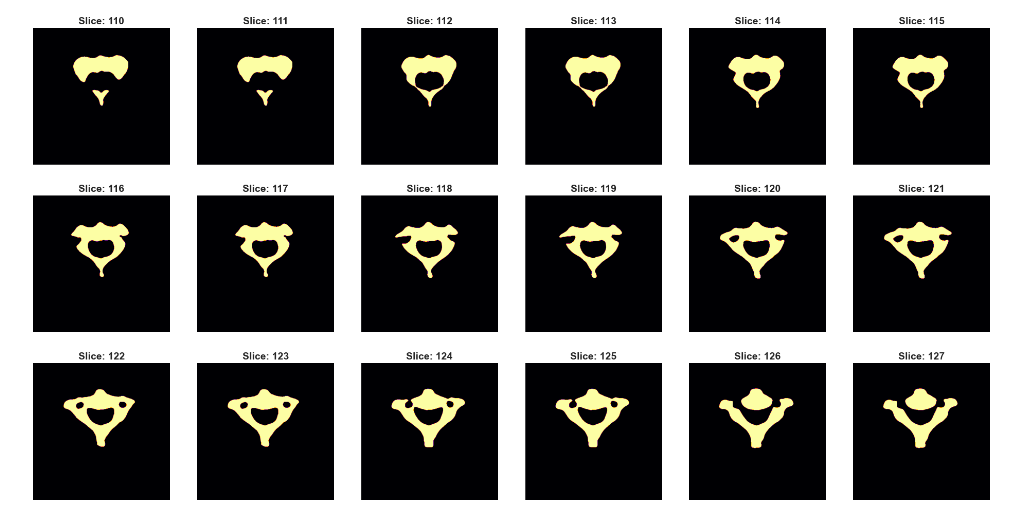 Slice: 110
Slice: 111
Slice: 112
Slice: 113
Slice: 114
Slice: 115
Slice: 116
Slice: 117
Slice: 118
Slice: 119
Slice: 120
Slice: 121
Slice: 122
Slice: 123
Slice: 124
Slice: 125
Slice: 126
Slice: 127